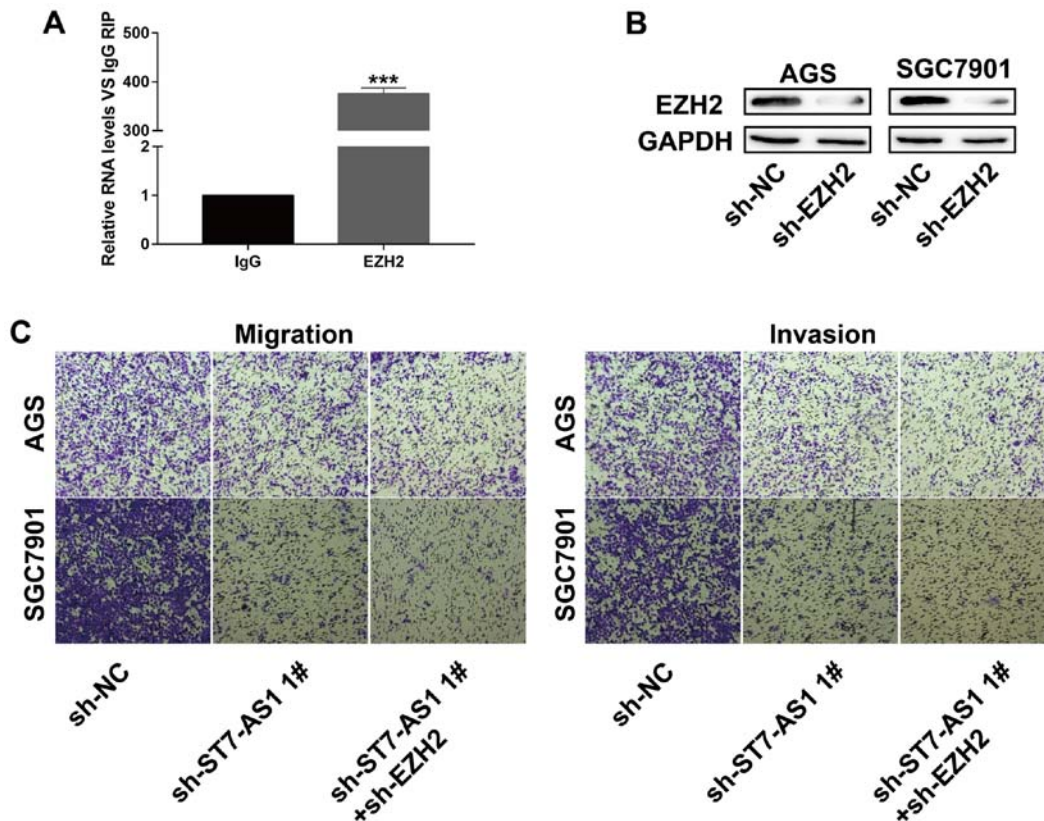 A
Relative RNA levels VS IgG RIP
500
400
300
2
1
0
***
IgG
EZH2
B
AGS
SGC7901
EZH2
GAPDH
sh-NC
sh-EZH2
sh-NC
sh-EZH2
C
Migration
Invasion
AGS
SGC7901
AGS
SGC7901
sh-NC
sh-ST7-AS1 1#
sh-ST7-AS1 1#
+sh-EZH2
sh-NC
sh-ST7-AS1 1#
sh-ST7-AS1 1#
+sh-EZH2